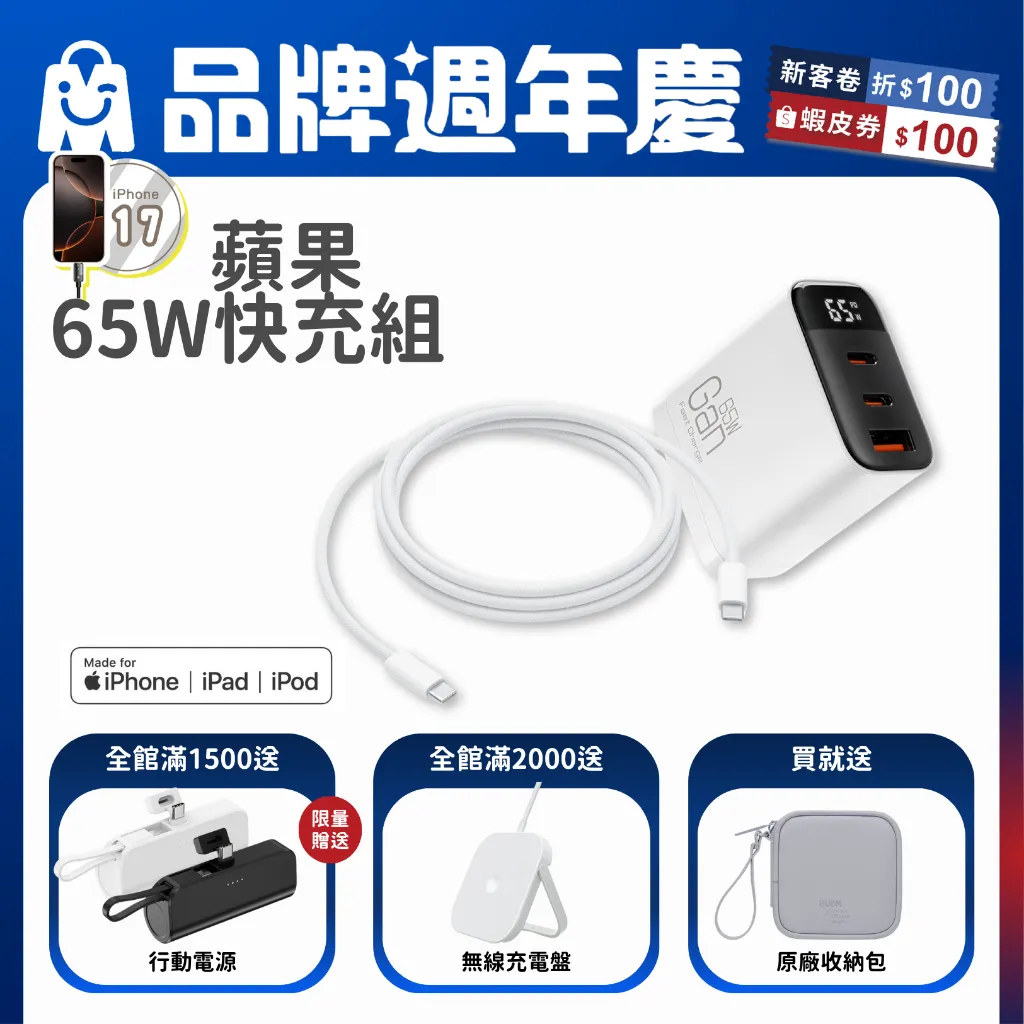 品牌週年慶
新客卷 折$100
蝦皮券 $100
iPhone
17
蘋果
65W快充組
65 PD W
65W
Gan
Fast Charge
Made for
iPhone | iPad | iPod
全館滿1500送
限量
贈送
行動電源
全館滿2000送
無線充電盤
買就送
原廠收納包